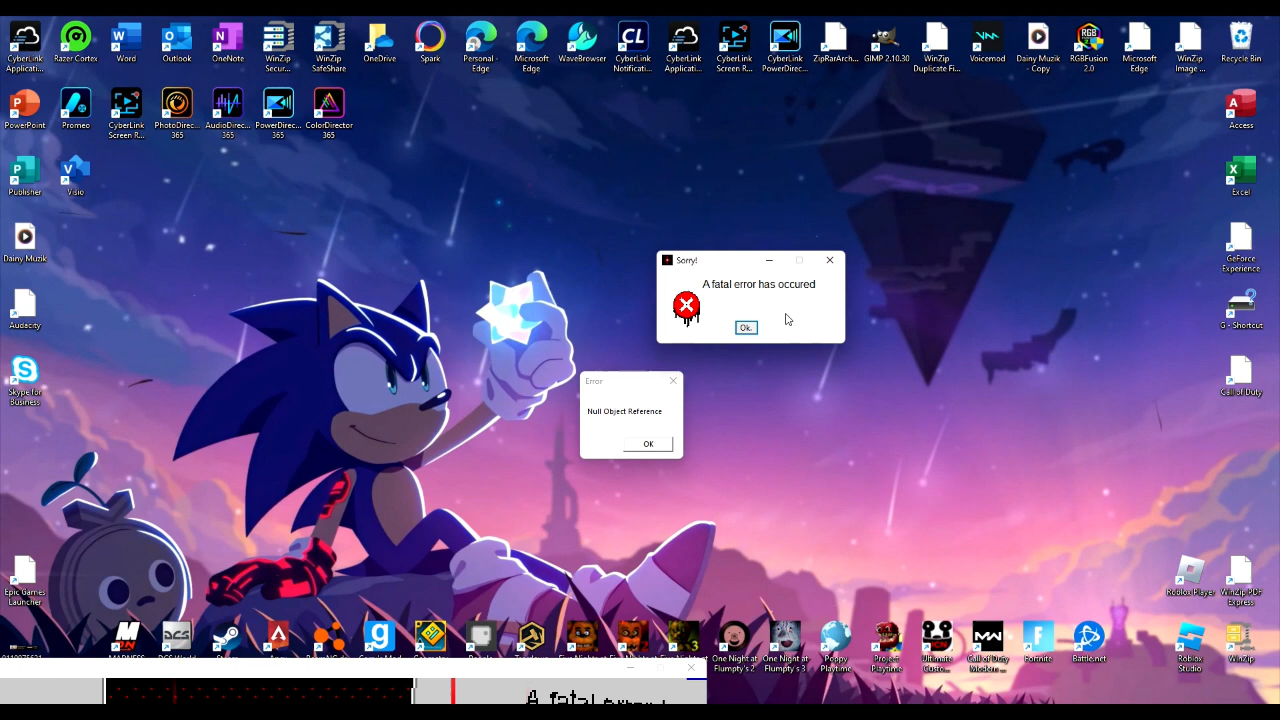 CyberLink Applicati...
Razer Cortex
Word
Outlook
OneNote
WinZip Secur...
WinZip SafeShare
OneDrive
Spark
Personal - Edge
Microsoft Edge
WaveBrowser
CyberLink Notificati...
CyberLink Applicati...
CyberLink Screen R...
CyberLink PowerDirec...
ZipRarArch...
GIMP 2.10.30
WinZip Duplicate Fi...
Voicemod
Dainy Muzik - Copy
RGBFusion 2.0
Microsoft Edge
WinZip Image ...
Recycle Bin
PowerPoint
Promeo
CyberLink Screen R...
PhotoDirec... 365
AudioDirec... 365
PowerDirec... 365
ColorDirector 365
Access
Publisher
Visio
Excel
Dainy Muzik
GeForce Experience
Sorry!
A fatal error has occured
Ok.
Audacity
G - Shortcut
Skype for Business
Call of Duty
Error
Null Object Reference
OK
Epic Games Launcher
Roblox Player
WinZip PDF Express
One Night at Flumpty's 2
One Night at Flumpty's 3
Poppy Playtime
Project Playtime
Ultimate Custo...
Call of Duty Modern ...
Fortnite
Battle.net
Roblox Studio
WinZip
A fatal